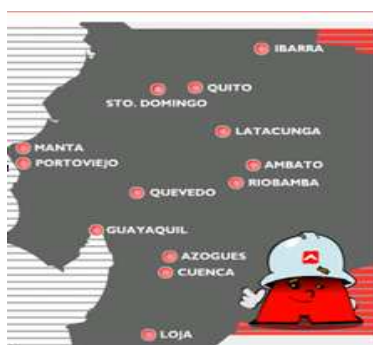 IBARRA
QUITO
STO. DOMINGO
LATACUNGA
MANTA
PORTOVIEJO
AMBATO
RIOBAMBA
QUEVEDO
GUAYAQUIL
AZOGUES
CUENCA
LOJA